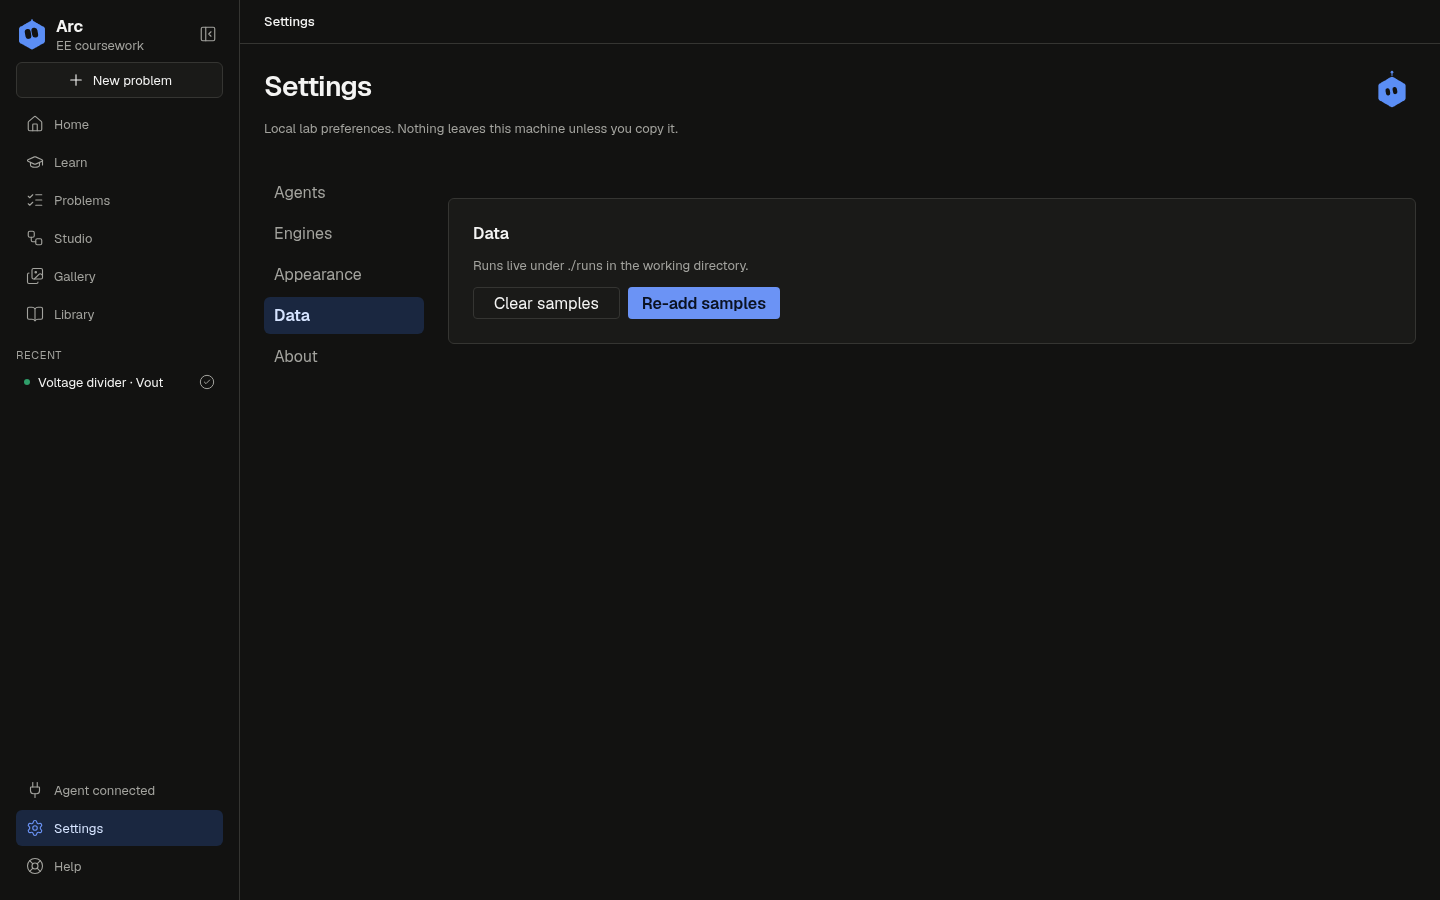 Arc
EE coursework
New problem
Home
Learn
Problems
Studio
Gallery
Library
RECENT
Voltage divider · Vout
Agent connected
Settings
Help
Settings
Settings
Local lab preferences. Nothing leaves this machine unless you copy it.
Agents
Engines
Appearance
Data
About
Data
Runs live under ./runs in the working directory.
Clear samples
Re-add samples